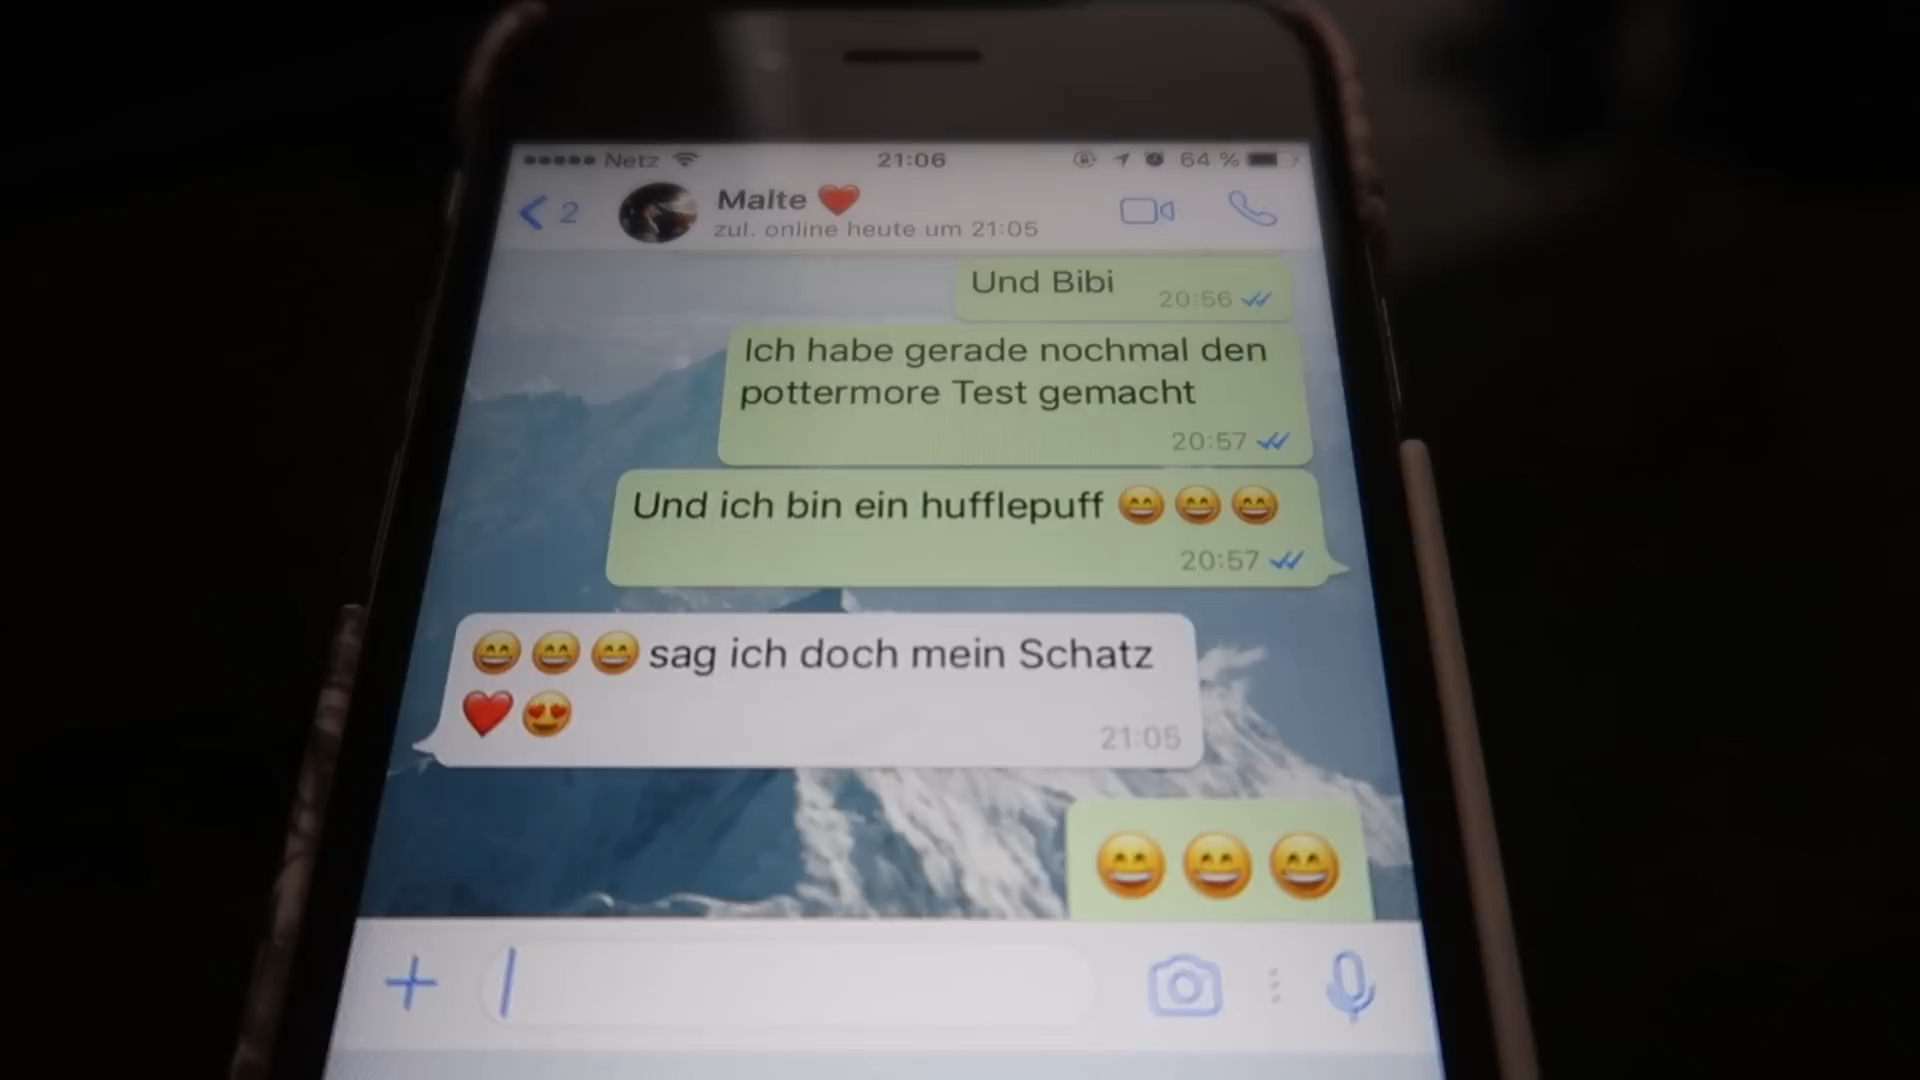 Netz 21:06 64 %
2 Malte ❤️
zul. online heute um 21:05
Und Bibi 20:56
Ich habe gerade nochmal den
pottermore Test gemacht
20:57
Und ich bin ein hufflepuff 😄😄😄
20:57
😄😄😄 sag ich doch mein Schatz
❤️😍
21:05
😄😄😄